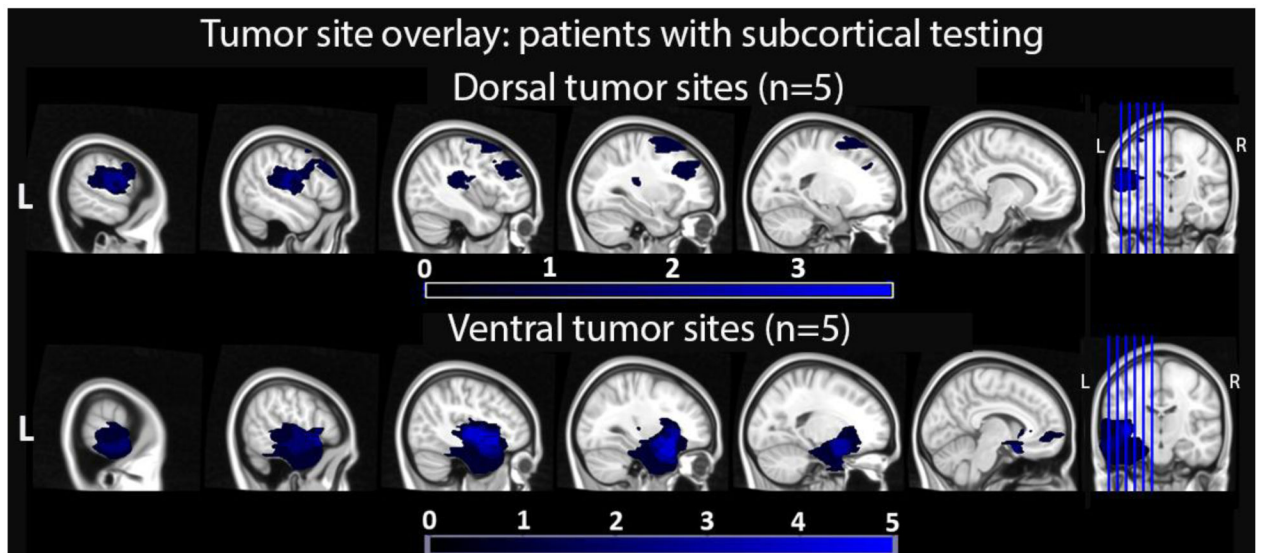 Tumor site overlay: patients with subcortical testing
Dorsal tumor sites (n=5)
L
L R
0 1 2 3
Ventral tumor sites (n=5)
L
L R
0 1 2 3 4 5